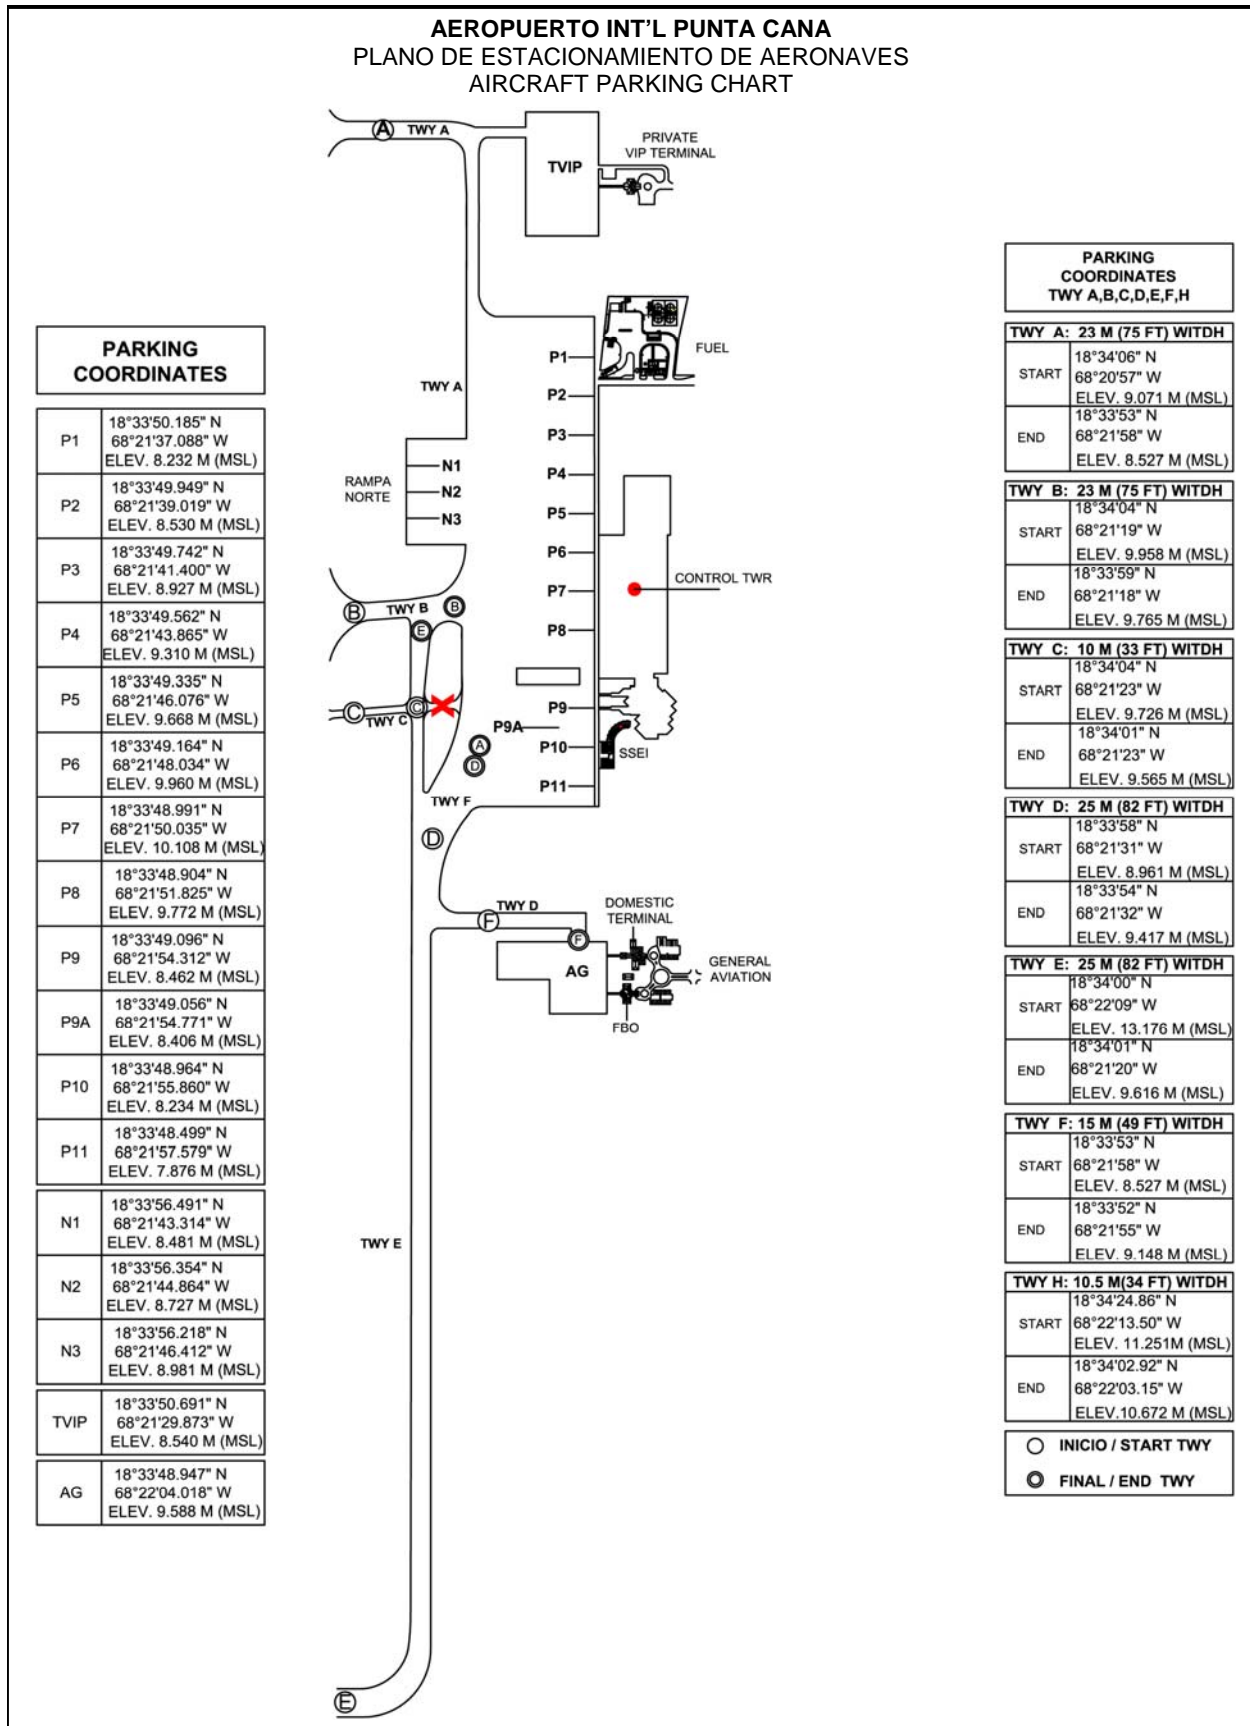 AEROPUERTO INT'L PUNTA CANA
PLANO DE ESTACIONAMIENTO DE AERONAVES
AIRCRAFT PARKING CHART
A
TWY A
TVIP
PRIVATE
VIP TERMINAL
FUEL
TWY A
P1
P2
P3
P4
P5
P6
P7
P8
P9
P9A
P10
P11
RAMPA
NORTE
N1
N2
N3
CONTROL TWR
B
TWY B
B
E
C
TWY C
C
A
D
SSEI
TWY F
D
TWY D
F
F
AG
DOMESTIC
TERMINAL
GENERAL
AVIATION
FBO
TWY E
E
PARKING
COORDINATES
P1
18°33'50.185" N
68°21'37.088" W
ELEV. 8.232 M (MSL)
P2
18°33'49.949" N
68°21'39.019" W
ELEV. 8.530 M (MSL)
P3
18°33'49.742" N
68°21'41.400" W
ELEV. 8.927 M (MSL)
P4
18°33'49.562" N
68°21'43.865" W
ELEV. 9.310 M (MSL)
P5
18°33'49.335" N
68°21'46.076" W
ELEV. 9.668 M (MSL)
P6
18°33'49.164" N
68°21'48.034" W
ELEV. 9.960 M (MSL)
P7
18°33'48.991" N
68°21'50.035" W
ELEV. 10.108 M (MSL)
P8
18°33'48.904" N
68°21'51.825" W
ELEV. 9.772 M (MSL)
P9
18°33'49.096" N
68°21'54.312" W
ELEV. 8.462 M (MSL)
P9A
18°33'49.056" N
68°21'54.771" W
ELEV. 8.406 M (MSL)
P10
18°33'48.964" N
68°21'55.860" W
ELEV. 8.234 M (MSL)
P11
18°33'48.499" N
68°21'57.579" W
ELEV. 7.876 M (MSL)
N1
18°33'56.491" N
68°21'43.314" W
ELEV. 8.481 M (MSL)
N2
18°33'56.354" N
68°21'44.864" W
ELEV. 8.727 M (MSL)
N3
18°33'56.218" N
68°21'46.412" W
ELEV. 8.981 M (MSL)
TVIP
18°33'50.691" N
68°21'29.873" W
ELEV. 8.540 M (MSL)
AG
18°33'48.947" N
68°22'04.018" W
ELEV. 9.588 M (MSL)
PARKING
COORDINATES
TWY A,B,C,D,E,F,H
TWY A: 23 M (75 FT) WITDH
START
18°34'06" N
68°20'57" W
ELEV. 9.071 M (MSL)
END
18°33'53" N
68°21'58" W
ELEV. 8.527 M (MSL)
TWY B: 23 M (75 FT) WITDH
START
18°34'04" N
68°21'19" W
ELEV. 9.958 M (MSL)
END
18°33'59" N
68°21'18" W
ELEV. 9.765 M (MSL)
TWY C: 10 M (33 FT) WITDH
START
18°34'04" N
68°21'23" W
ELEV. 9.726 M (MSL)
END
18°34'01" N
68°21'23" W
ELEV. 9.565 M (MSL)
TWY D: 25 M (82 FT) WITDH
START
18°33'58" N
68°21'31" W
ELEV. 8.961 M (MSL)
END
18°33'54" N
68°21'32" W
ELEV. 9.417 M (MSL)
TWY E: 25 M (82 FT) WITDH
START
18°34'00" N
68°22'09" W
ELEV. 13.176 M (MSL)
END
18°34'01" N
68°21'20" W
ELEV. 9.616 M (MSL)
TWY F: 15 M (49 FT) WITDH
START
18°33'53" N
68°21'58" W
ELEV. 8.527 M (MSL)
END
18°33'52" N
68°21'55" W
ELEV. 9.148 M (MSL)
TWY H: 10.5 M(34 FT) WITDH
START
18°34'24.86" N
68°22'13.50" W
ELEV. 11.251M (MSL)
END
18°34'02.92" N
68°22'03.15" W
ELEV.10.672 M (MSL)
INICIO / START TWY
FINAL / END TWY